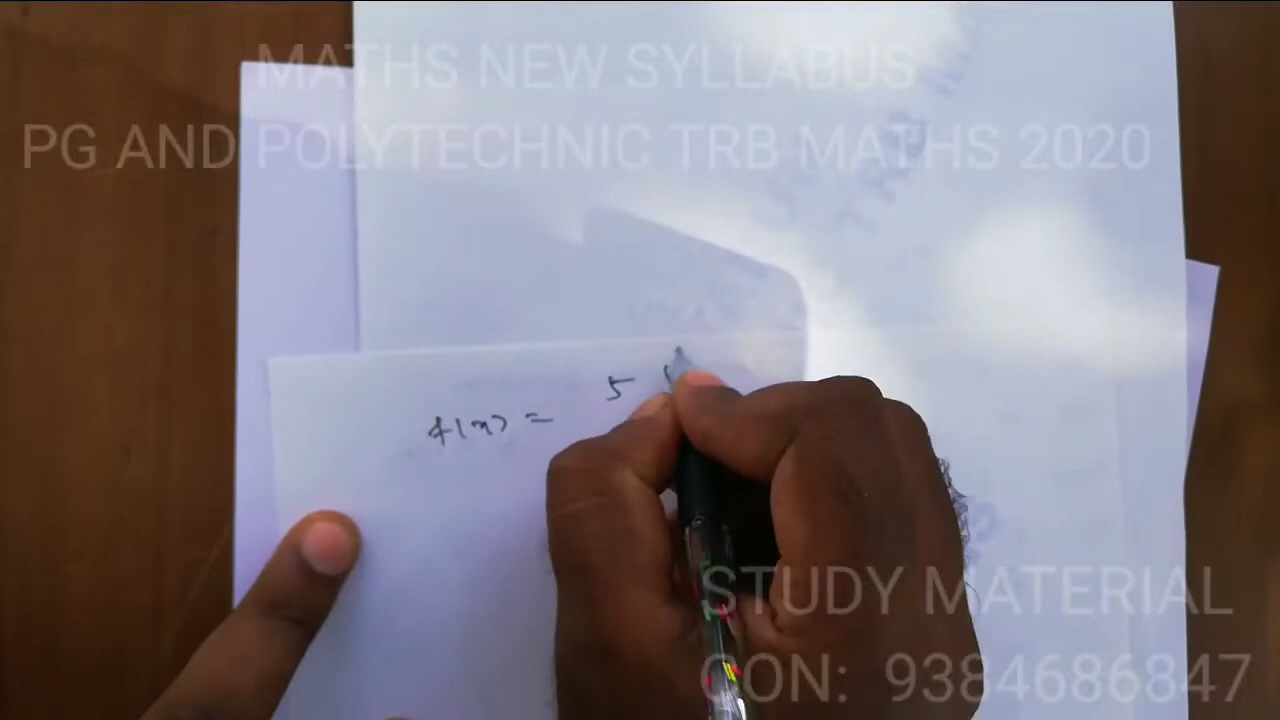 MATHS NEW SYLLABUS
PG AND POLYTECHNIC TRB MATHS 2020
f(x) = 5
STUDY MATERIAL
CON: 9384686847